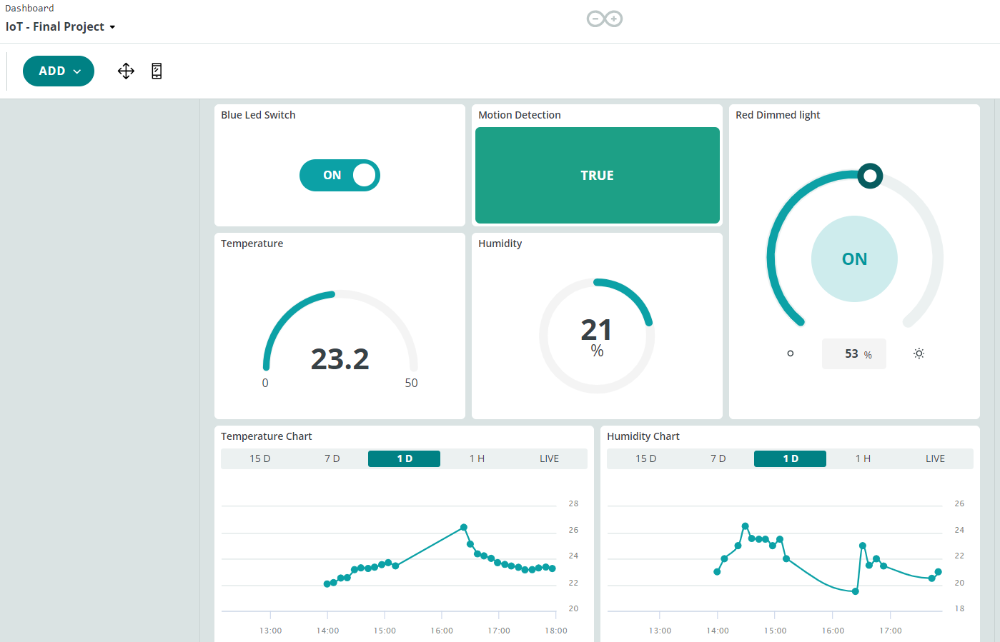 Dashboard
IoT - Final Project
ADD
Blue Led Switch
ON
Motion Detection
TRUE
Red Dimmed light
ON
53 %
Temperature
23.2
0 50
Humidity
21
%
Temperature Chart
15 D 7 D 1 D 1 H LIVE
28
26
24
22
20
13:00 14:00 15:00 16:00 17:00 18:00
Humidity Chart
15 D 7 D 1 D 1 H LIVE
26
24
22
20
18
13:00 14:00 15:00 16:00 17:00